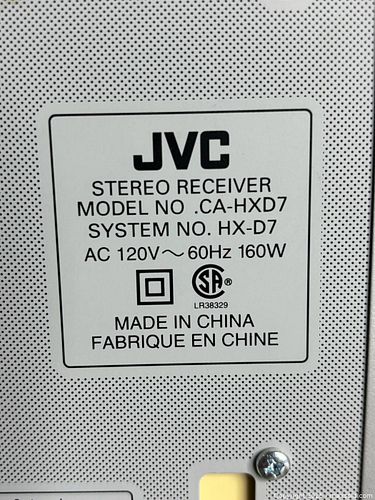 JVC
STEREO RECEIVER
MODEL NO .CA-HXD7
SYSTEM NO. HX-D7
AC 120V～60Hz 160W
SA ®
LR38329
MADE IN CHINA
FABRIQUE EN CHINE